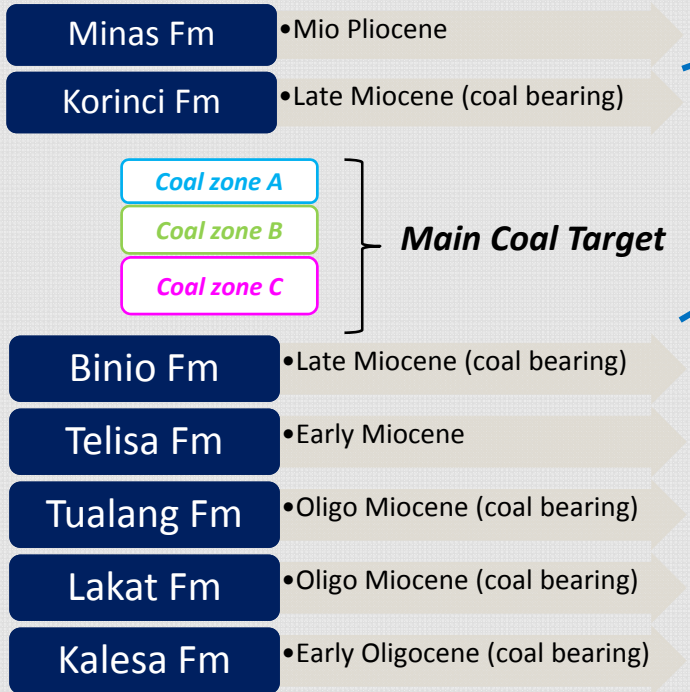 Minas Fm
•Mio Pliocene
Korinci Fm
•Late Miocene (coal bearing)
Coal zone A
Coal zone B
Coal zone C
Main Coal Target
Binio Fm
•Late Miocene (coal bearing)
Telisa Fm
•Early Miocene
Tualang Fm
•Oligo Miocene (coal bearing)
Lakat Fm
•Oligo Miocene (coal bearing)
Kalesa Fm
•Early Oligocene (coal bearing)